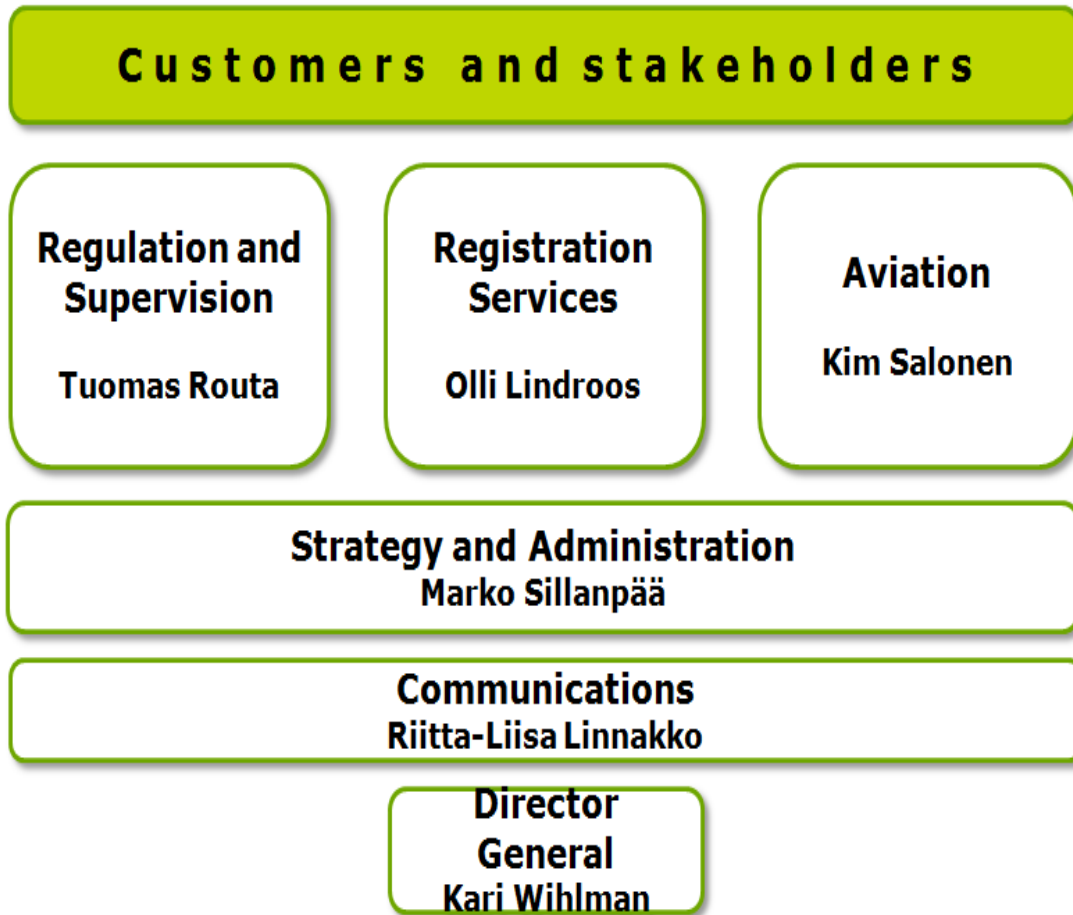 Customers and stakeholders
Regulation and
Supervision
Tuomas Routa
Registration
Services
Olli Lindroos
Aviation
Kim Salonen
Strategy and Administration
Marko Sillanpää
Communications
Riitta-Liisa Linnakko
Director
General
Kari Wihlman